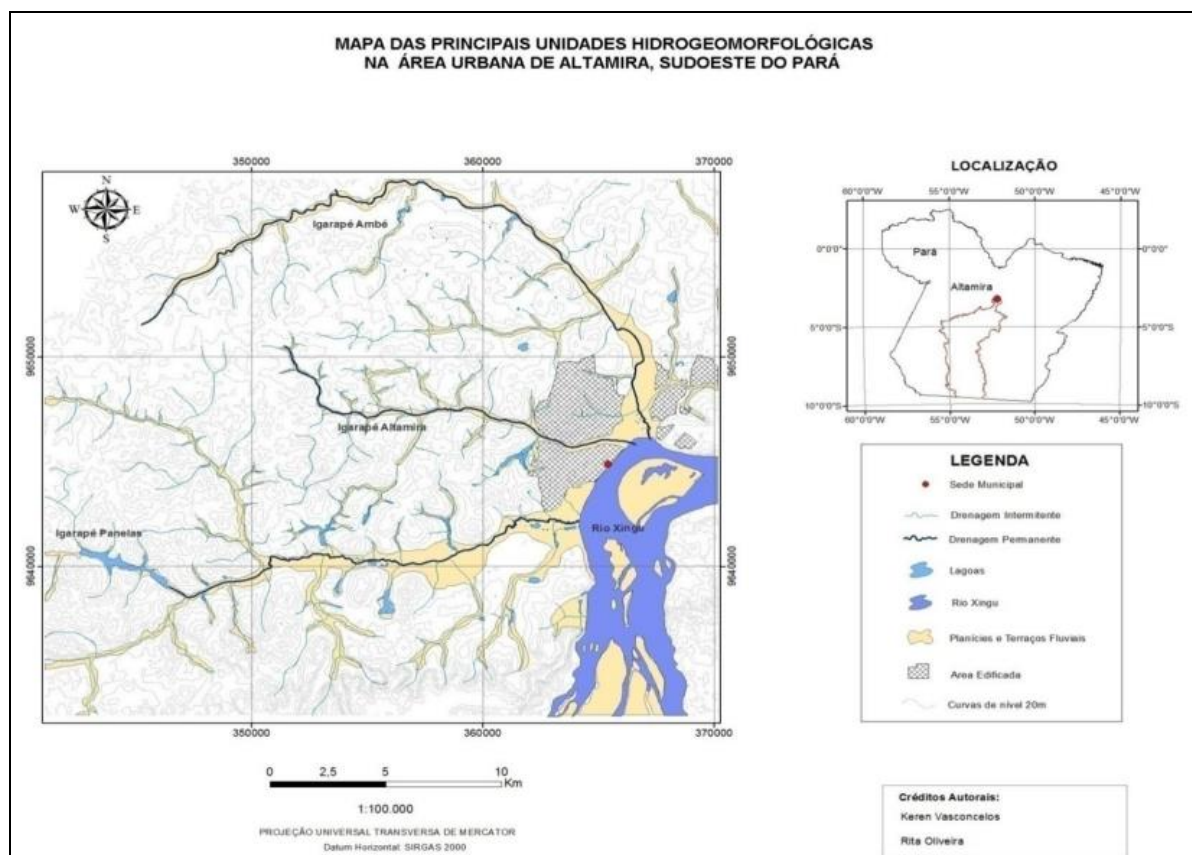 MAPA DAS PRINCIPAIS UNIDADES HIDROGEOMORFOLÓGICAS
NA ÁREA URBANA DE ALTAMIRA, SUDOESTE DO PARÁ
350000
360000
370000
N
W
E
S
Igarapé Ambé
Igarapé Altamira
Igarapé Panelas
Rio Xingu
9650000
9640000
9650000
9640000
350000
360000
370000
0
2,5
5
10
Km
1:100.000
PROJEÇÃO UNIVERSAL TRANSVERSA DE MERCATOR
Datum Horizontal: SIRGAS 2000
LOCALIZAÇÃO
60°0'0"W
55°0'0"W
50°0'0"W
45°0'0"W
0°0'0"
0°0'0"
Pará
Altamira
5°0'0"S
5°0'0"S
10°0'0"S
10°0'0"S
60°0'0"W
55°0'0"W
50°0'0"W
45°0'0"W
LEGENDA
Sede Municipal
Drenagem Intermitente
Drenagem Permanente
Lagoas
Rio Xingu
Planícies e Terraços Fluviais
Area Edificada
Curvas de nível 20m
Créditos Autorais:
Keren Vasconcelos
Rita Oliveira